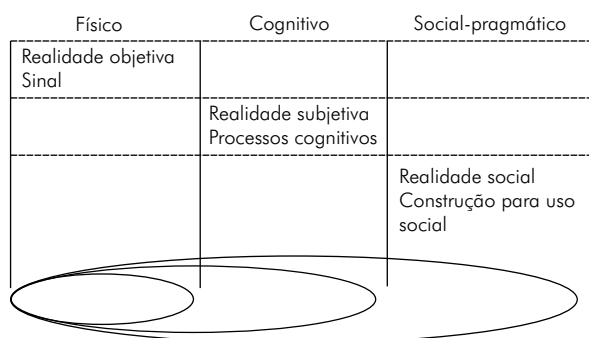 Físico Cognitivo Social-pragmático
Realidade objetiva
Sinal
Realidade subjetiva
Processos cognitivos
Realidade social
Construção para uso
social